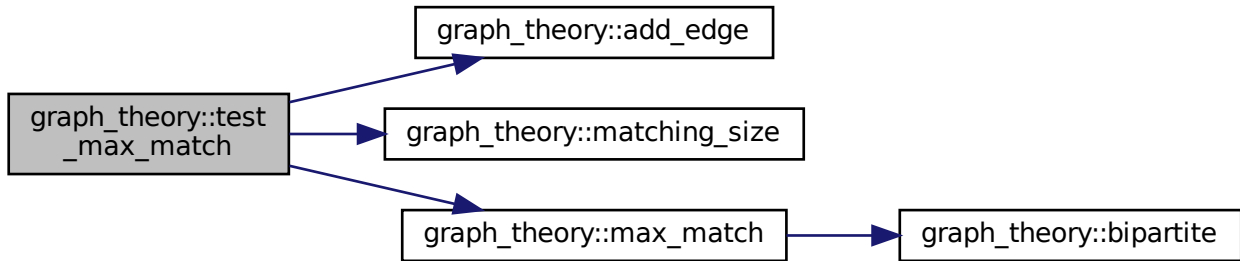 graph_theory::add_edge
graph_theory::test
_max_match
graph_theory::matching_size
graph_theory::max_match
graph_theory::bipartite